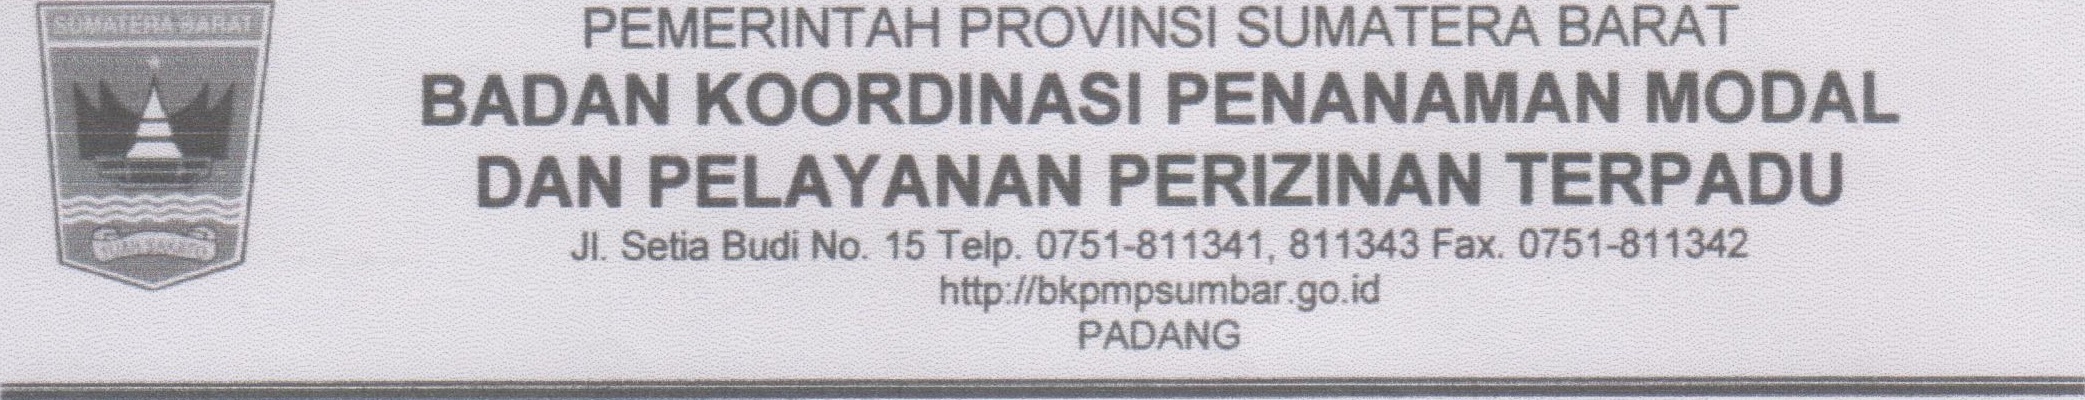 SUMATERA BARAT
PEMERINTAH PROVINSI SUMATERA BARAT
BADAN KOORDINASI PENANAMAN MODAL
DAN PELAYANAN PERIZINAN TERPADU
Jl. Setia Budi No. 15 Telp. 0751-811341, 811343 Fax. 0751-811342
http://bkpmpsumbar.go.id
PADANG